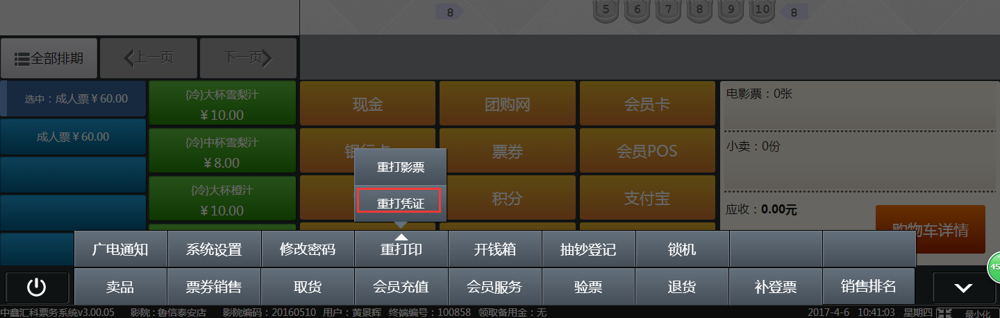 8 5 6 7 8 9 10 8
全部排期 上一页 下一页
选中：成人票￥60.00
成人票￥60.00
{冷}大杯雪梨汁
￥10.00
{冷}中杯雪梨汁
￥8.00
{冷}大杯橙汁
￥10.00
现金 团购网 会员卡
银行卡 票券 会员POS
积分 支付宝
电影票：0张
小卖：0份
应收：0.00元
购物车详情
重打影票
重打凭证
广电通知 系统设置 修改密码 重打印 开钱箱 抽钞登记 锁机
卖品 票券销售 取货 会员充值 会员服务 验票 退货 补登票 销售排名
45
中鑫汇科票务系统v3.00.05 影院：鲁信泰安店 影院编码：20160510 用户：黄景辉 终端编号：100858 领取备用金：无 2017-4-6 10:41:03 星期四 最小化